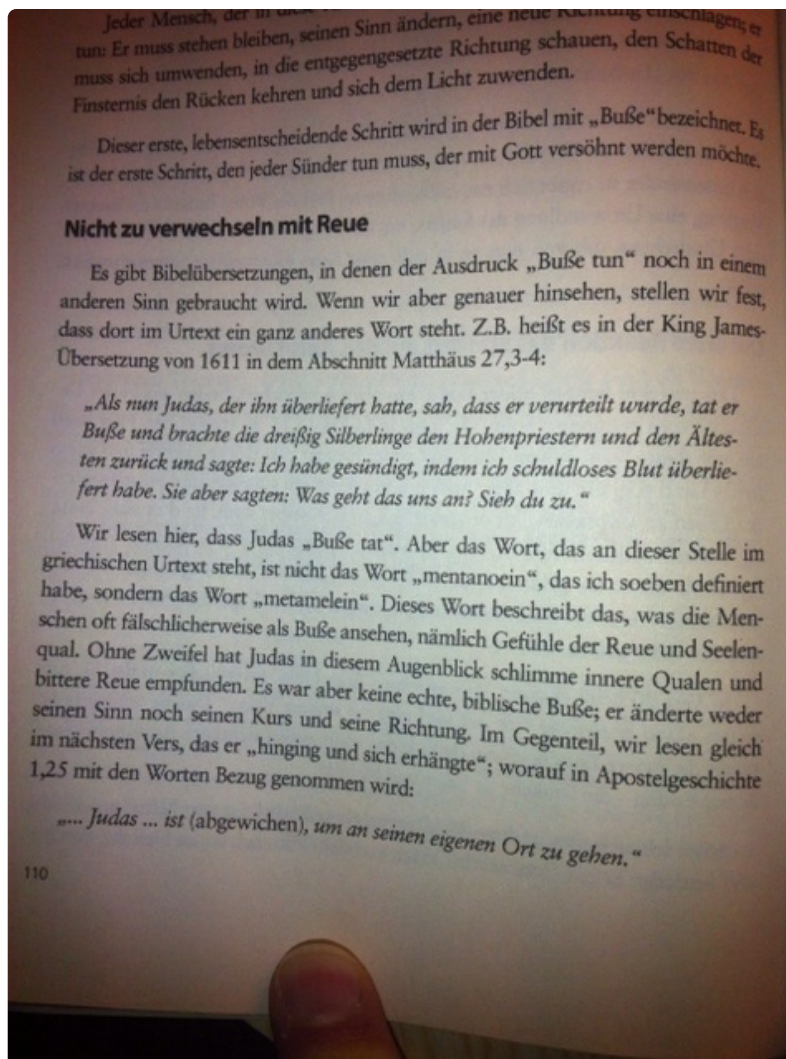 Jeder Mensch, der in diese
tun: Er muss stehen bleiben, seinen Sinn ändern, eine neue Richtung einschlagen; er
muss sich umwenden, in die entgegengesetzte Richtung schauen, den Schatten der
Finsternis den Rücken kehren und sich dem Licht zuwenden.
Dieser erste, lebensentscheidende Schritt wird in der Bibel mit „Buße“bezeichnet. Es
ist der erste Schritt, den jeder Sünder tun muss, der mit Gott versöhnt werden möchte.
Nicht zu verwechseln mit Reue
Es gibt Bibelübersetzungen, in denen der Ausdruck „Buße tun“ noch in einem
anderen Sinn gebraucht wird. Wenn wir aber genauer hinsehen, stellen wir fest,
dass dort im Urtext ein ganz anderes Wort steht. Z.B. heißt es in der King James-
Übersetzung von 1611 in dem Abschnitt Matthäus 27,3-4:
„Als nun Judas, der ihn überliefert hatte, sah, dass er verurteilt wurde, tat er
Buße und brachte die dreißig Silberlinge den Hohenpriestern und den Ältes-
ten zurück und sagte: Ich habe gesündigt, indem ich schuldloses Blut überlie-
fert habe. Sie aber sagten: Was geht das uns an? Sieh du zu.“
Wir lesen hier, dass Judas „Buße tat“. Aber das Wort, das an dieser Stelle im
griechischen Urtext steht, ist nicht das Wort „mentanoein“, das ich soeben definiert
habe, sondern das Wort „metamelein“. Dieses Wort beschreibt das, was die Men-
schen oft fälschlicherweise als Buße ansehen, nämlich Gefühle der Reue und Seelen-
qual. Ohne Zweifel hat Judas in diesem Augenblick schlimme innere Qualen und
bittere Reue empfunden. Es war aber keine echte, biblische Buße; er änderte weder
seinen Sinn noch seinen Kurs und seine Richtung. Im Gegenteil, wir lesen gleich
im nächsten Vers, das er „hinging und sich erhängte“; worauf in Apostelgeschichte
1,25 mit den Worten Bezug genommen wird:
„... Judas ... ist (abgewichen), um an seinen eigenen Ort zu gehen.“
110